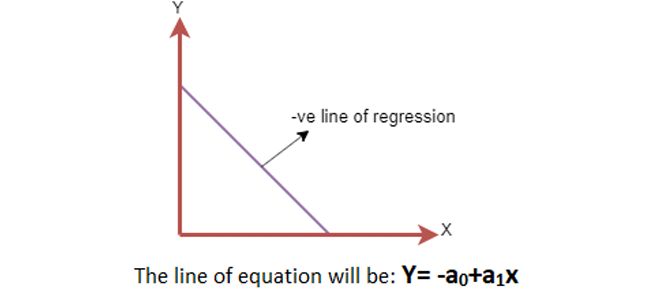 Y
-ve line of regression
X
The line of equation will be: Y= -a₀+a₁x